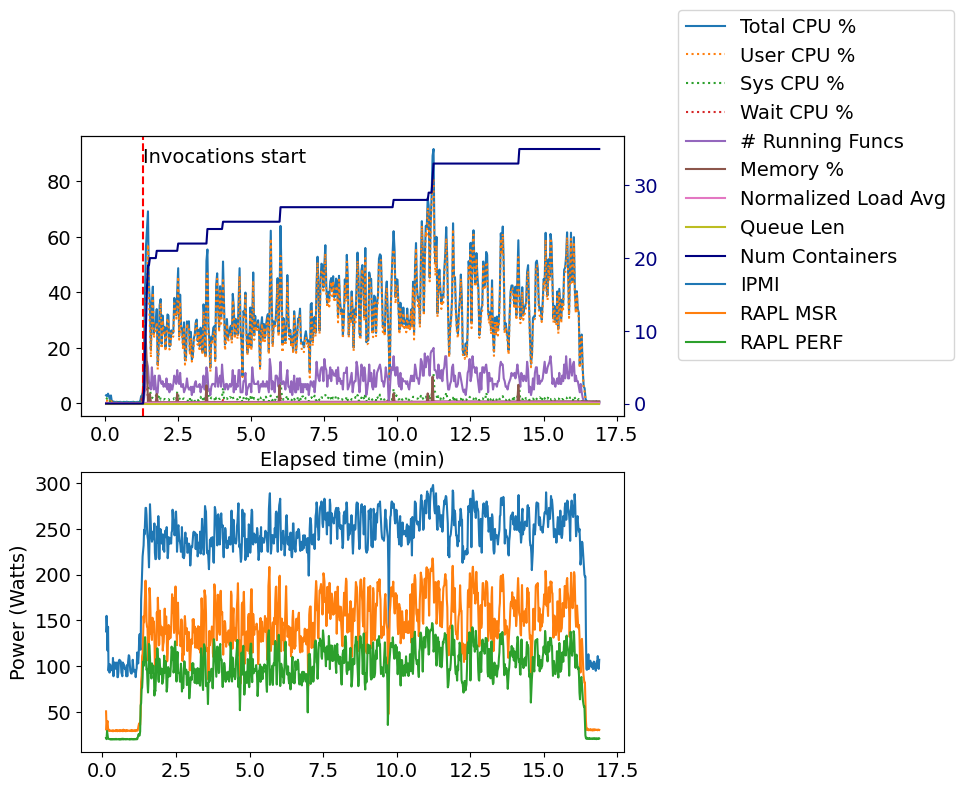 Total CPU %
User CPU %
Sys CPU %
Wait CPU %
# Running Funcs
Memory %
Normalized Load Avg
Queue Len
Num Containers
IPMI
RAPL MSR
RAPL PERF
Invocations start
80
60
40
20
0
30
20
10
0
0.0 2.5 5.0 7.5 10.0 12.5 15.0 17.5
Elapsed time (min)
Power (Watts)
300
250
200
150
100
50
0.0 2.5 5.0 7.5 10.0 12.5 15.0 17.5